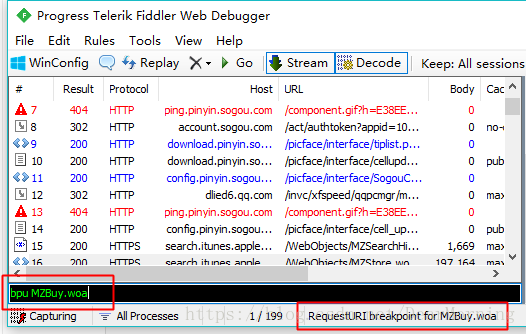 Progress Telerik Fiddler Web Debugger
File Edit Rules Tools View Help
WinConfig Replay Go Stream Decode Keep: All sessions
# Result Protocol Host URL Body Cac
7 404 HTTP ping.pinyin.sogou.com /component.gif?h=E38EE... 0
8 302 HTTP account.sogou.com /act/authtoken?appid=10... 0 no-c
9 200 HTTP download.pinyin.so... /picface/interface/tiplist.p... 0
10 200 HTTP download.pinyin.so... /picface/interface/cellupd... 0 pub
11 200 HTTP config.pinyin.sogo... /picface/interface/SogouC... 0
12 302 HTTP dlied6.qq.com /invc/xfspeed/qqpcmgr/m... 0 max
13 404 HTTP ping.pinyin.sogou.com /component.gif?h=E38EE... 0
14 200 HTTP config.pinyin.sogo... /picface/interface/cell_up... 0 pub
15 200 HTTPS search.itunes.apple... /WebObjects/MZSearchHi... 1,669 max
16 200 HTTPS search.itunes.apple... /WebObjects/MZStore.wo... 197,164 max
bpu MZBuy.woa
Capturing All Processes 1 / 199 RequestURI breakpoint for MZBuy.woa